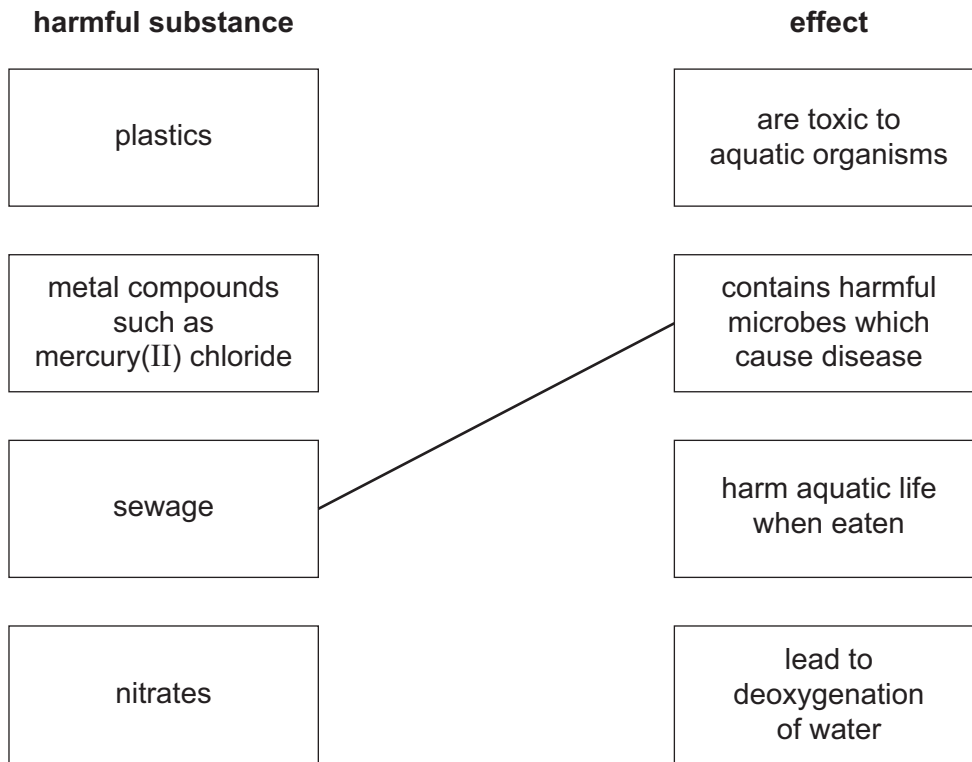 harmful substance
effect
plastics
are toxic to
aquatic organisms
metal compounds
such as
mercury(II) chloride
contains harmful
microbes which
cause disease
sewage
harm aquatic life
when eaten
nitrates
lead to
deoxygenation
of water